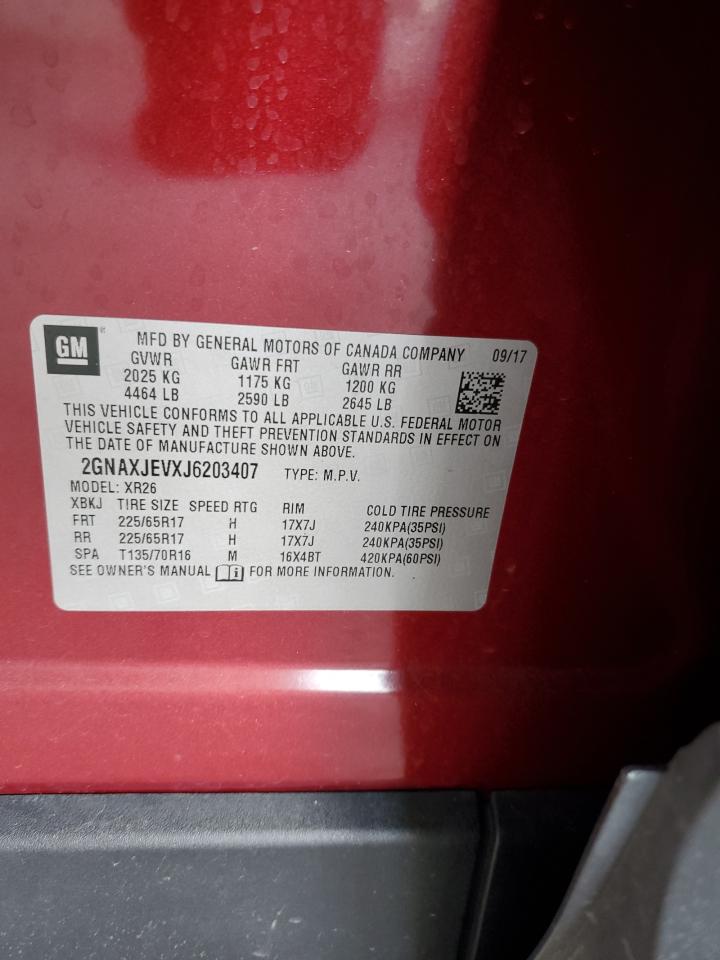 GM
MFD BY GENERAL MOTORS OF CANADA COMPANY 09/17
GVWR GAWR FRT GAWR RR
2025 KG 1175 KG 1200 KG
4464 LB 2590 LB 2645 LB
THIS VEHICLE CONFORMS TO ALL APPLICABLE U.S. FEDERAL MOTOR
VEHICLE SAFETY AND THEFT PREVENTION STANDARDS IN EFFECT ON
THE DATE OF MANUFACTURE SHOWN ABOVE.
2GNAXJEVXJ6203407 TYPE: M.P.V.
MODEL: XR26
XBKJ TIRE SIZE SPEED RTG RIM COLD TIRE PRESSURE
FRT 225/65R17 H 17X7J 240KPA(35PSI)
RR 225/65R17 H 17X7J 240KPA(35PSI)
SPA T135/70R16 M 16X4BT 420KPA(60PSI)
SEE OWNER'S MANUAL FOR MORE INFORMATION.